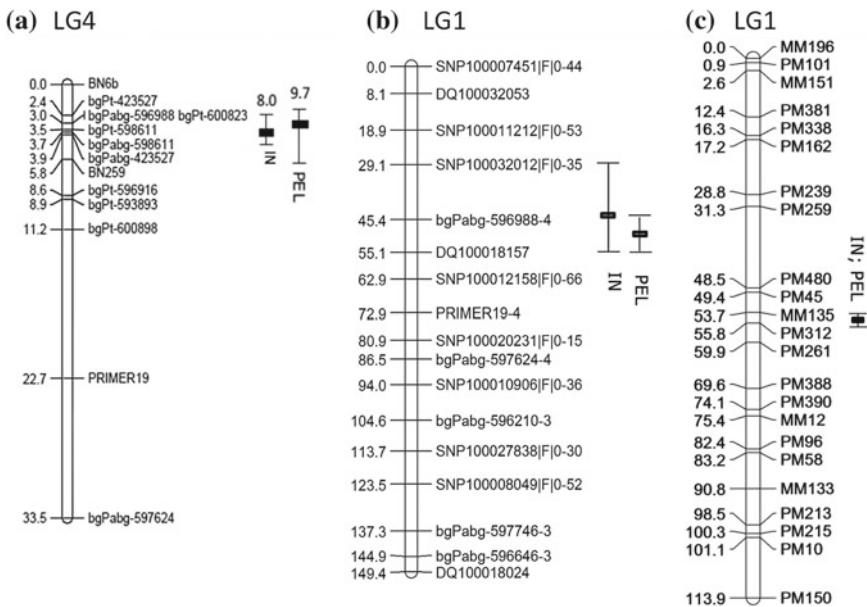 (a) LG4
0.0 BN6b
2.4 bgPt-423527
3.0 bgPabg-596988 bgPt-600823
3.5 bgPt-598611
3.7 bgPabg-598611
3.9 bgPabg-423527
5.8 BN259
8.6 bgPt-596916
8.9 bgPt-593893
11.2 bgPt-600898
22.7 PRIMER19
33.5 bgPabg-597624
8.0
IN
9.7
PEL
(b) LG1
0.0 SNP100007451|F|0-44
8.1 DQ100032053
18.9 SNP100011212|F|0-53
29.1 SNP100032012|F|0-35
45.4 bgPabg-596988-4
55.1 DQ100018157
62.9 SNP100012158|F|0-66
72.9 PRIMER19-4
80.9 SNP100020231|F|0-15
86.5 bgPabg-597624-4
94.0 SNP100010906|F|0-36
104.6 bgPabg-596210-3
113.7 SNP100027838|F|0-30
123.5 SNP100008049|F|0-52
137.3 bgPabg-597746-3
144.9 bgPabg-596646-3
149.4 DQ100018024
IN
PEL
(c) LG1
0.0 MM196
0.9 PM101
2.6 MM151
12.4 PM381
16.3 PM338
17.2 PM162
28.8 PM239
31.3 PM259
48.5 PM480
49.4 PM45
53.7 MM135
55.8 PM312
59.9 PM261
69.6 PM388
74.1 PM390
75.4 MM12
82.4 PM96
83.2 PM58
90.8 MM133
98.5 PM213
100.3 PM215
101.1 PM10
113.9 PM150
IN; PEL